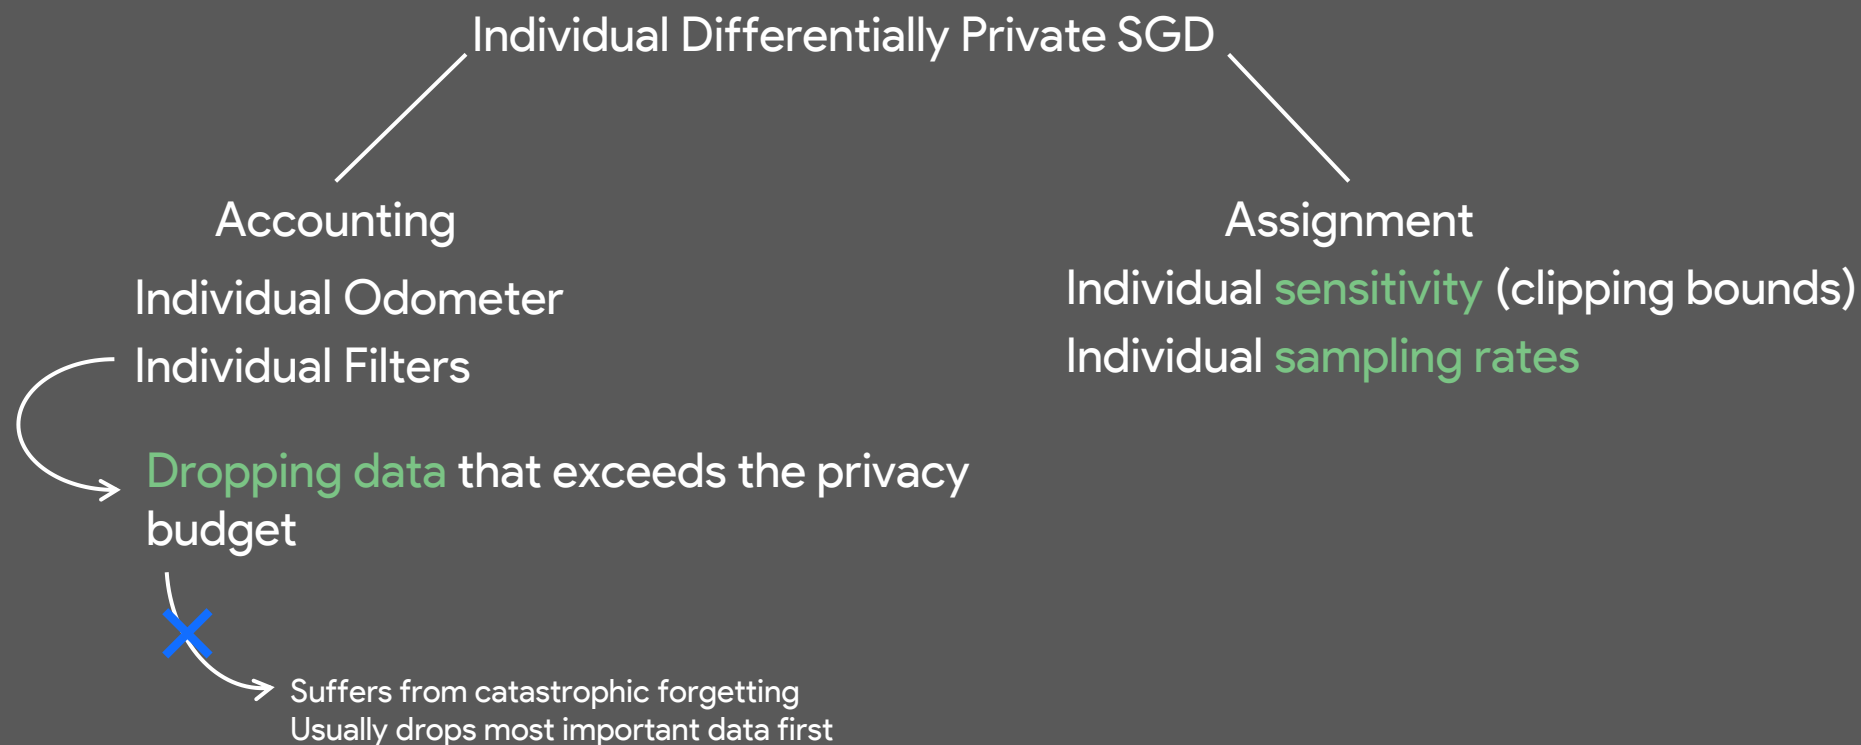 Individual Differentially Private SGD
Accounting
Individual Odometer
Individual Filters
Dropping data that exceeds the privacy
budget
Suffers from catastrophic forgetting
Usually drops most important data first
Assignment
Individual sensitivity (clipping bounds)
Individual sampling rates